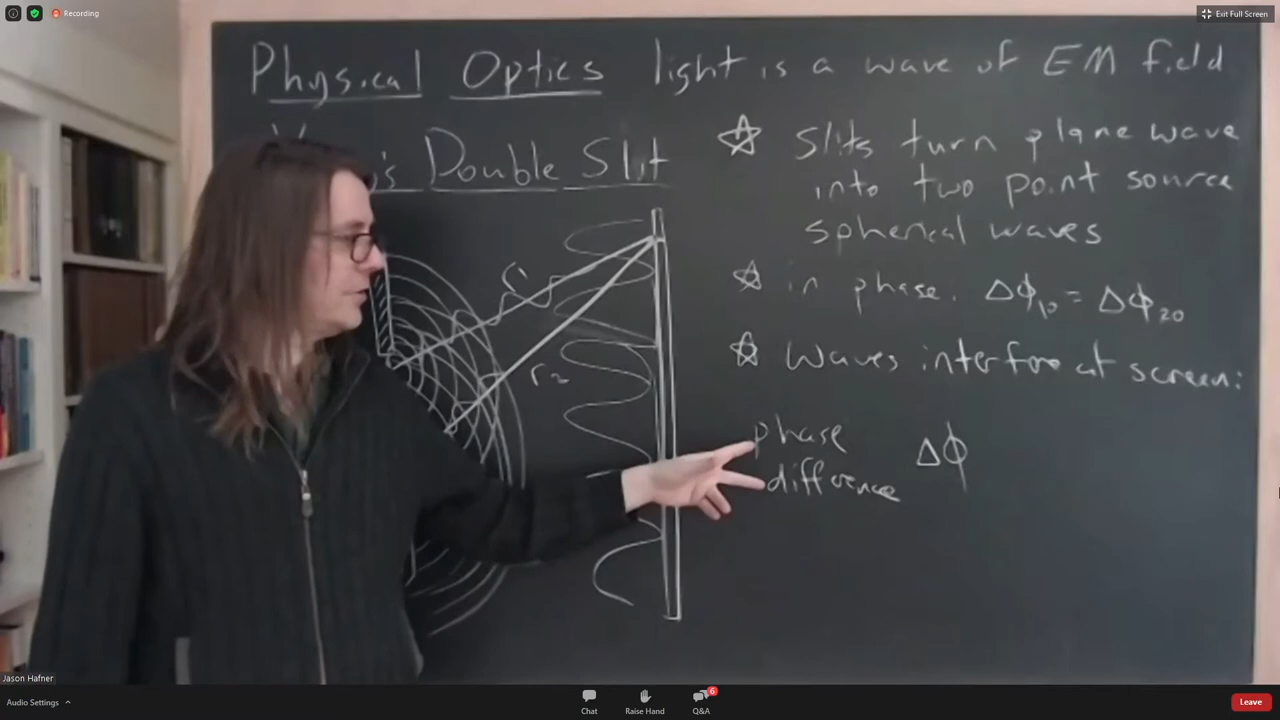 Recording
Exit Full Screen
Physical Optics light is a wave of EM field
's Double Slit
Slits turn plane wave
into two point source
spherical waves
in phase. Δϕ₁₀ = Δϕ₂₀
Waves interfere at screen:
r₁
r₂
phase
difference Δϕ
Jason Hafner
Audio Settings
Chat
Raise Hand
6
Q&A
Leave